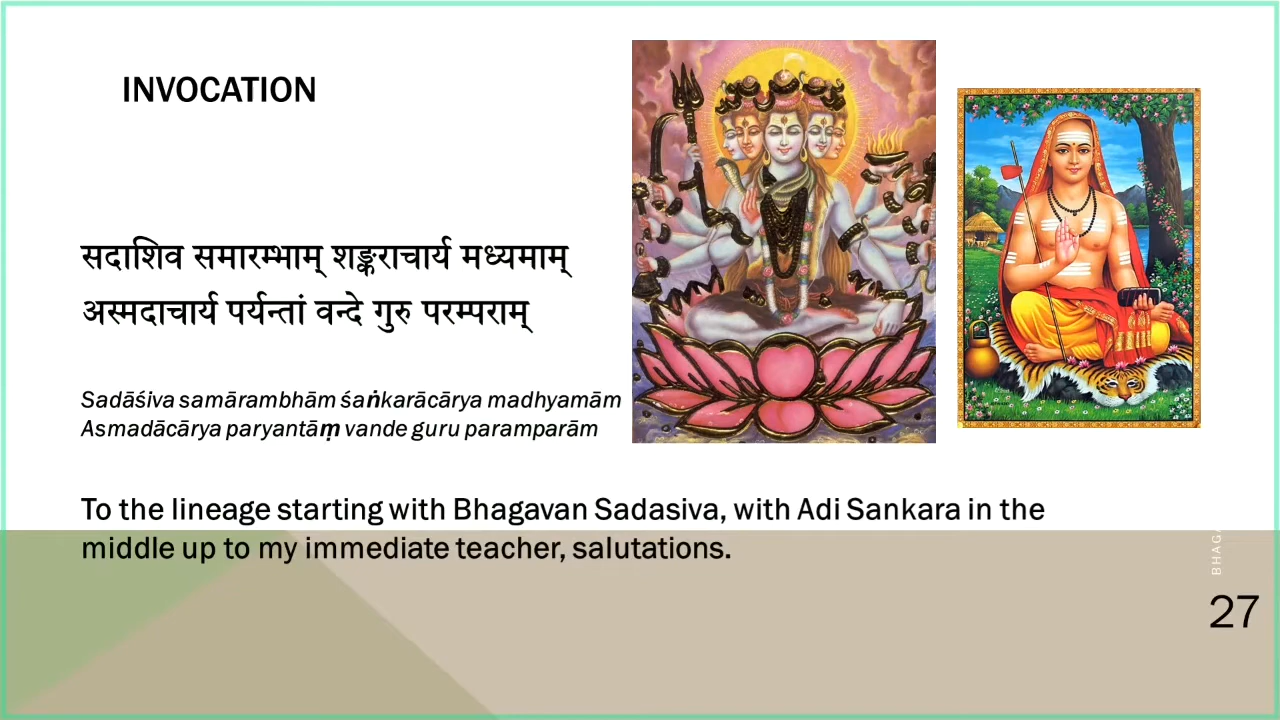 INVOCATION
सदाशिव समारम्भाम् शङ्कराचार्य मध्यमाम्
अस्मदाचार्य पर्यन्तां वन्दे गुरु परम्पराम्
Sadāśiva samārambhām śaṅkarācārya madhyamām
Asmadācārya paryantāṃ vande guru paramparām
To the lineage starting with Bhagavan Sadasiva, with Adi Sankara in the
middle up to my immediate teacher, salutations.
27